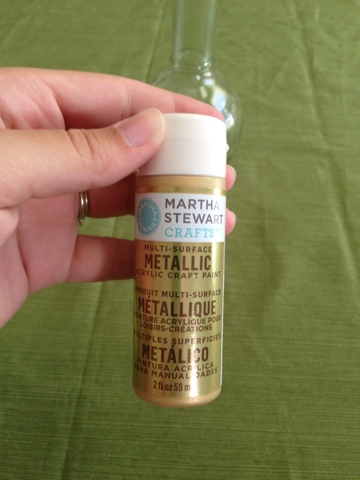 MARTHA
STEWART
CRAFTS
MULTI-SURFACE
METALLIC
ACRYLIC CRAFT PAINT
PRODUIT MULTI-SURFACE
MÉTALLIQUE
PEINTURE ACRYLIQUE POUR
LOISIRS-CRÉATIONS
MÚLTIPLES SUPERFICIES
METÁLICO
PINTURA ACRÍLICA
PARA MANUALIDADES
2 fl oz 59 ml